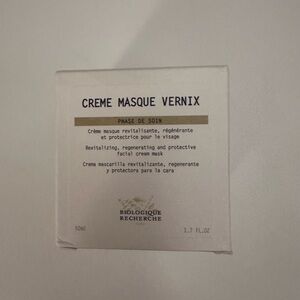 CREME MASQUE VERNIX
PHASE DE SOIN
Crème masque revitalisante, régénérante
et protectrice pour le visage
Revitalizing, regenerating and protective
facial cream mask
Crema mascarilla revitalizante, regenerante
y protectora para la cara
BIOLOGIQUE
RECHERCHE
50ml 1.7 FL.OZ